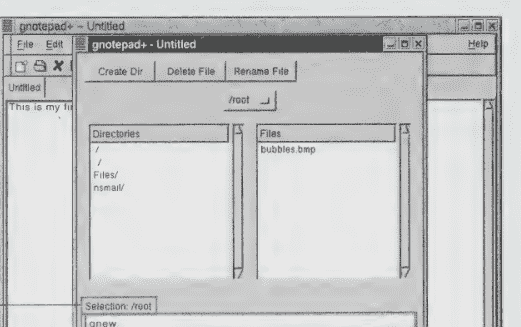 gnotepad+ - Untitled
File Edit
Help
Untitled
This is my fi
gnotepad+ - Untitled
Create Dir Delete File Rename File
/root
Directories
/
/
Files/
nsmail/
Files
bubbles.bmp
Selection: /root
gnew